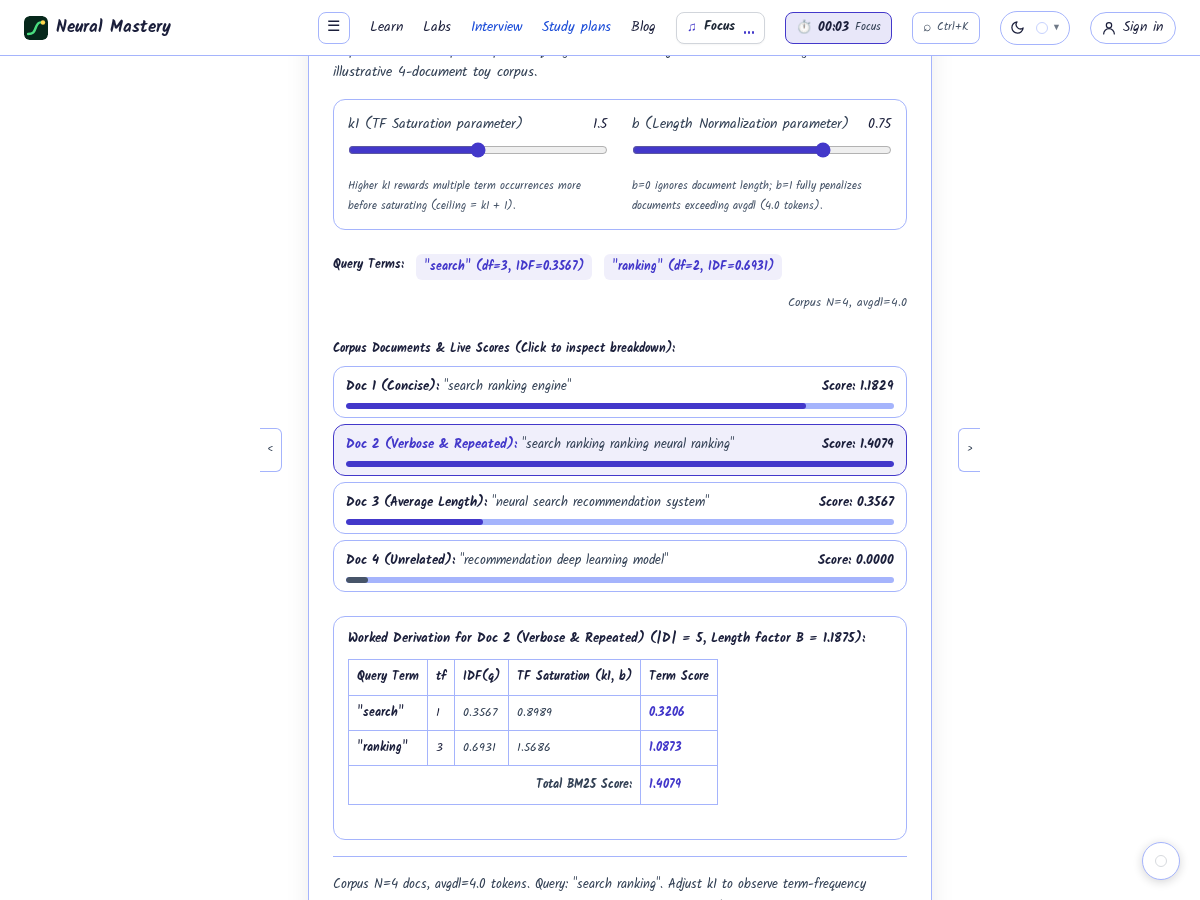 Neural Mastery
☰ Learn Labs Interview Study plans Blog ♫ Focus ... ⏱️ 00:03 Focus ⌕ Ctrl+K ▾ Sign in
illustrative 4-document toy corpus.
k1 (TF Saturation parameter) 1.5
Higher k1 rewards multiple term occurrences more
before saturating (ceiling = k1 + 1).
b (Length Normalization parameter) 0.75
b=0 ignores document length; b=1 fully penalizes
documents exceeding avgdl (4.0 tokens).
Query Terms: "search" (df=3, IDF=0.3567) "ranking" (df=2, IDF=0.6931)
Corpus N=4, avgdl=4.0
Corpus Documents & Live Scores (Click to inspect breakdown):
Doc 1 (Concise): "search ranking engine" Score: 1.1829
Doc 2 (Verbose & Repeated): "search ranking ranking neural ranking" Score: 1.4079
<
>
Doc 3 (Average Length): "neural search recommendation system" Score: 0.3567
Doc 4 (Unrelated): "recommendation deep learning model" Score: 0.0000
Worked Derivation for Doc 2 (Verbose & Repeated) (|D| = 5, Length factor B = 1.1875):
Query Term tf IDF(q) TF Saturation (k1, b) Term Score
"search" 1 0.3567 0.8989 0.3206
"ranking" 3 0.6931 1.5686 1.0873
Total BM25 Score: 1.4079
Corpus N=4 docs, avgdl=4.0 tokens. Query: "search ranking". Adjust k1 to observe term-frequency